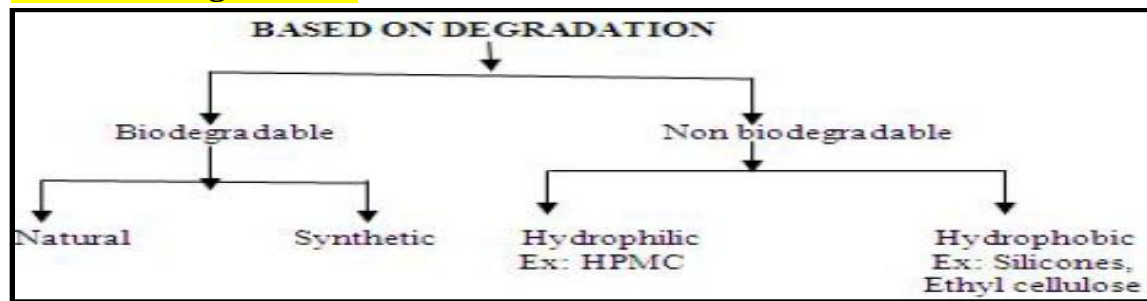 BASED ON DEGRADATION
Biodegradable Non biodegradable
Natural Synthetic Hydrophilic Hydrophobic
Ex: HPMC Ex: Silicones,
Ethyl cellulose